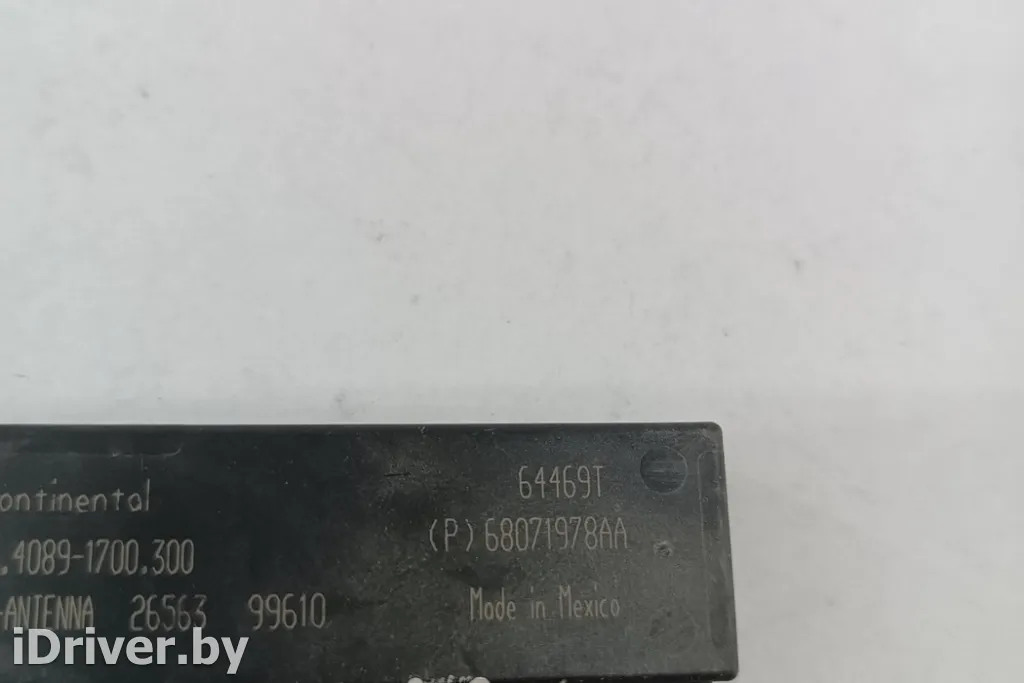 ontinental
.4089-1700.300
-ANTENNA 26563 99610
64469T
(P)68071978AA
Made in Mexico
iDriver.by